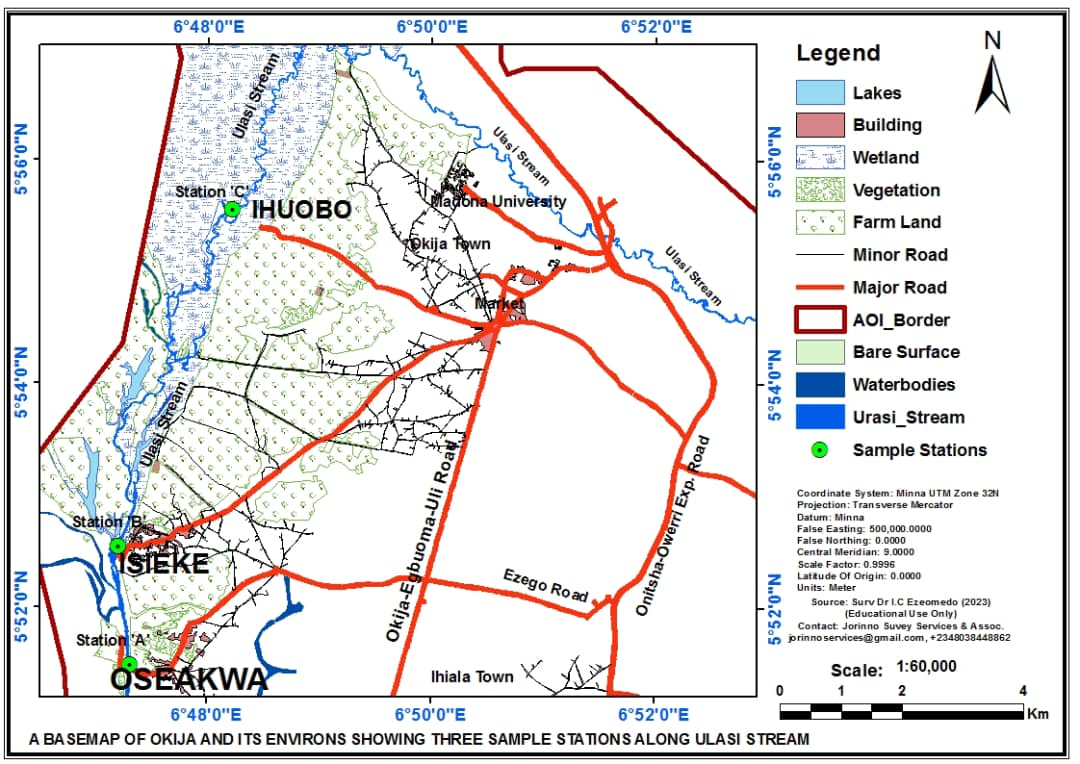 6°48'0"E 6°50'0"E 6°52'0"E
5°56'0"N
5°54'0"N
5°52'0"N
Ulasi Stream
Ulasi Stream
Station 'C'
IHUOBO
Madona University
Okija Town
Ulasi Stream
Market
Ulasi Stream
Station 'B'
ISIEKE
Okija-Egbuoma-Uli Road
Onitsha-Owerri Exp. Road
Ezego Road
Station 'A'
OSEAKWA
Ihiala Town
5°56'0"N
5°54'0"N
5°52'0"N
6°48'0"E 6°50'0"E 6°52'0"E
N
Legend
Lakes
Building
Wetland
Vegetation
Farm Land
Minor Road
Major Road
AOI_Border
Bare Surface
Waterbodies
Urasi_Stream
Sample Stations
Coordinate System: Minna UTM Zone 32N
Projection: Transverse Mercator
Datum: Minna
False Easting: 500,000.0000
False Northing: 0.0000
Central Meridian: 9.0000
Scale Factor: 0.9996
Latitude Of Origin: 0.0000
Units: Meter
Source: Surv Dr I.C Ezeomedo (2023)
(Educational Use Only)
Contact: Jorinno Suvey Services & Assoc.
jorinnoservices@gmail.com, +2348038448862
Scale: 1:60,000
0 1 2 4
Km
A BASEMAP OF OKIJA AND ITS ENVIRONS SHOWING THREE SAMPLE STATIONS ALONG ULASI STREAM